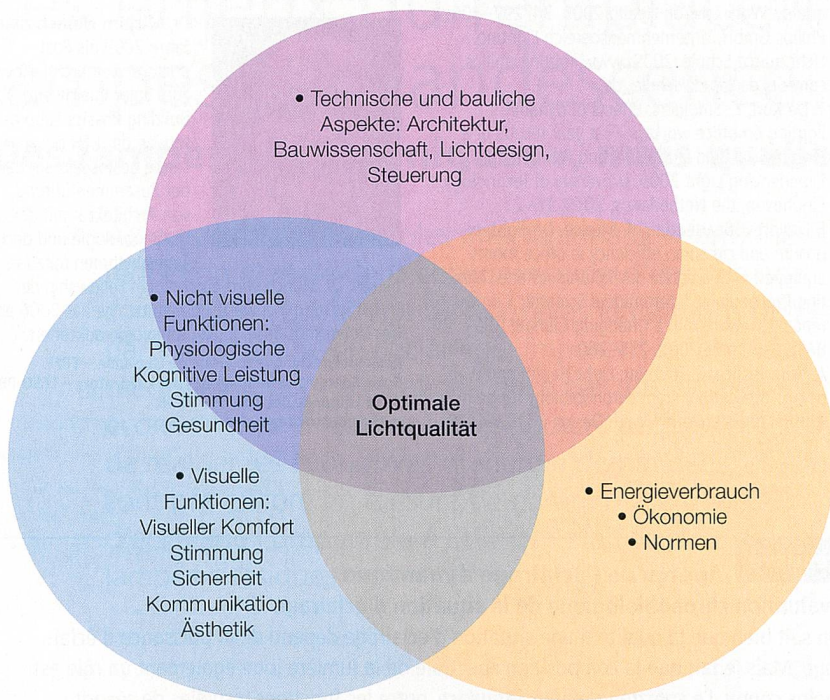 • Technische und bauliche
Aspekte: Architektur,
Bauwissenschaft, Lichtdesign,
Steuerung
• Nicht visuelle
Funktionen:
Physiologische
Kognitive Leistung
Stimmung
Gesundheit
Optimale
Lichtqualität
• Visuelle
Funktionen:
Visueller Komfort
Stimmung
Sicherheit
Kommunikation
Ästhetik
• Energieverbrauch
• Ökonomie
• Normen